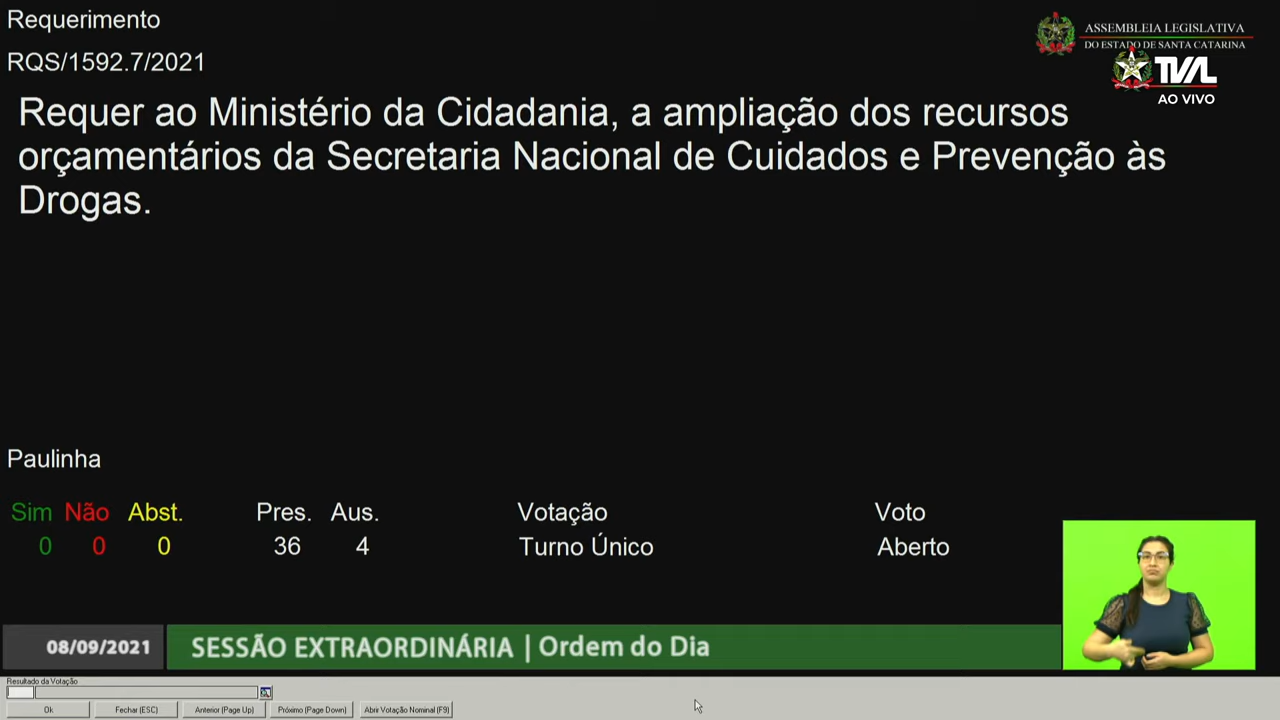 Requerimento
RQS/1592.7/2021
ASSEMBLEIA LEGISLATIVA
DO ESTADO DE SANTA CATARINA
TVAL
AO VIVO
Requer ao Ministério da Cidadania, a ampliação dos recursos
orçamentários da Secretaria Nacional de Cuidados e Prevenção às
Drogas.
Paulinha
Sim Não Abst. Pres. Aus. Votação Voto
0 0 0 36 4 Turno Único Aberto
08/09/2021 SESSÃO EXTRAORDINÁRIA | Ordem do Dia
Resultado da Votação
Ok Fechar (ESC) Anterior (Page Up) Próximo (Page Down) Abrir Votação Nominal (F9)